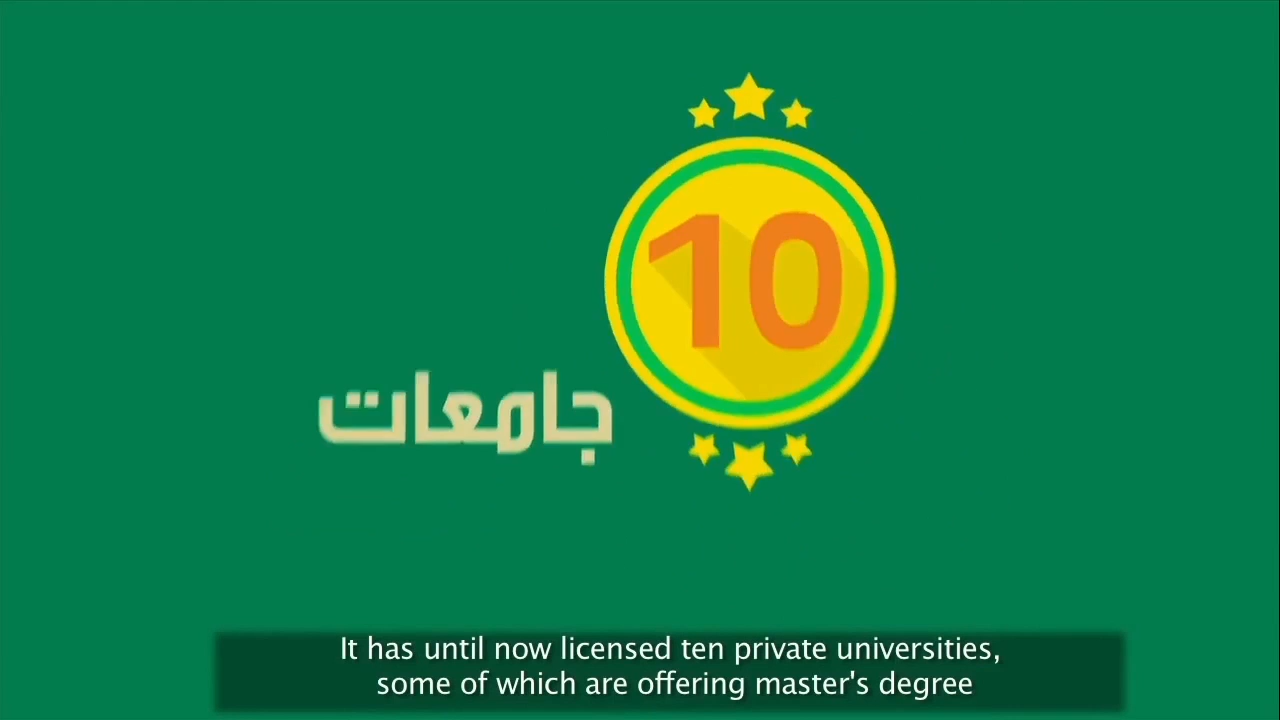 10
جامعات
It has until now licensed ten private universities,
some of which are offering master's degree